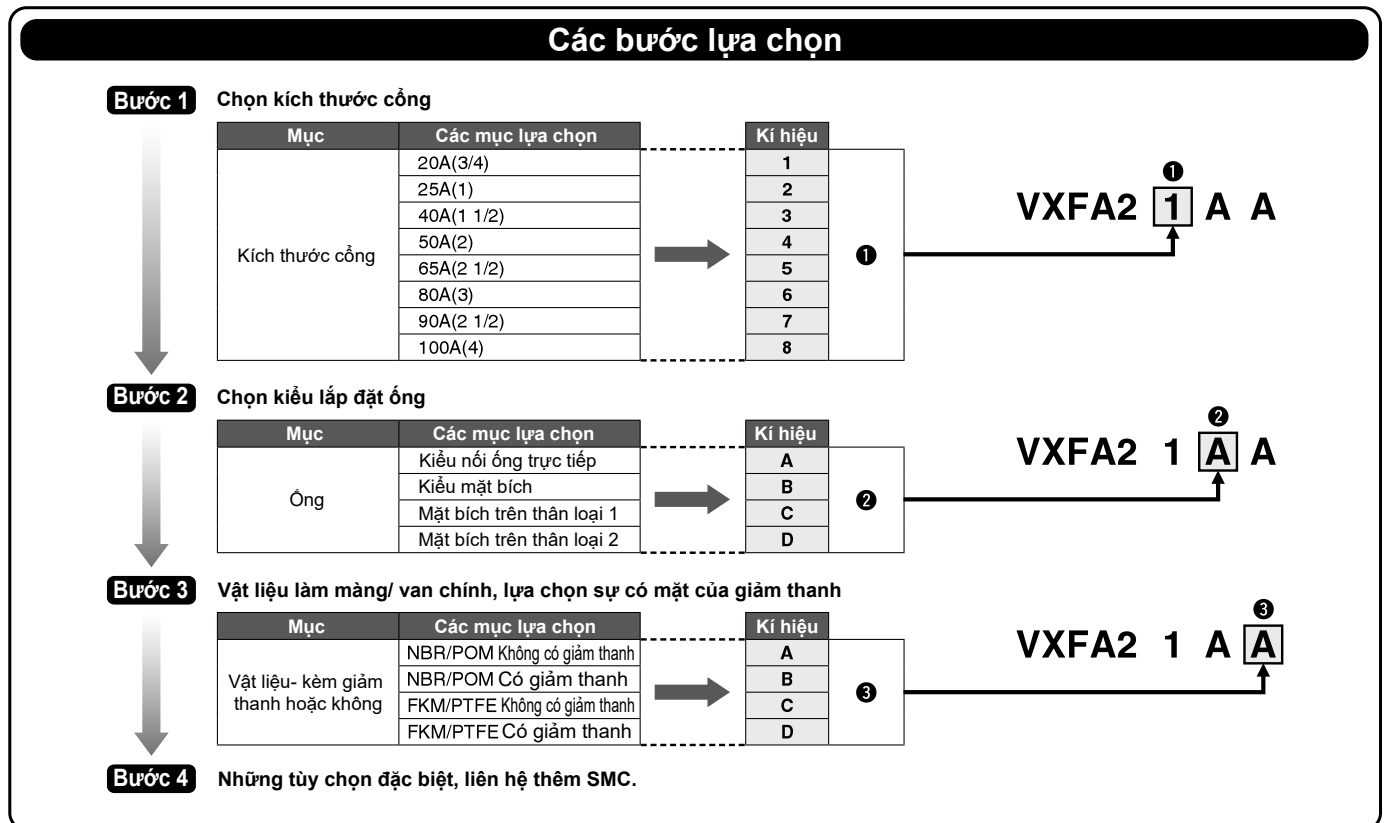 Các bước lựa chọn
Bước 1 Chọn kích thước cổng
Mục Các mục lựa chọn Kí hiệu
Kích thước cổng
20A(3/4) 1
25A(1) 2
40A(1 1/2) 3
50A(2) 4
65A(2 1/2) 5
80A(3) 6
90A(2 1/2) 7
100A(4) 8
❶
❶
VXFA2 1 A A
Bước 2 Chọn kiểu lắp đặt ống
Mục Các mục lựa chọn Kí hiệu
Ống
Kiểu nối ống trực tiếp A
Kiểu mặt bích B
Mặt bích trên thân loại 1 C
Mặt bích trên thân loại 2 D
❷
❷
VXFA2 1 A A
Bước 3 Vật liệu làm màng/ van chính, lựa chọn sự có mặt của giảm thanh
Mục Các mục lựa chọn Kí hiệu
Vật liệu- kèm giảm
thanh hoặc không
NBR/POM Không có giảm thanh A
NBR/POM Có giảm thanh B
FKM/PTFE Không có giảm thanh C
FKM/PTFE Có giảm thanh D
❸
❸
VXFA2 1 A A
Bước 4 Những tùy chọn đặc biệt, liên hệ thêm SMC.